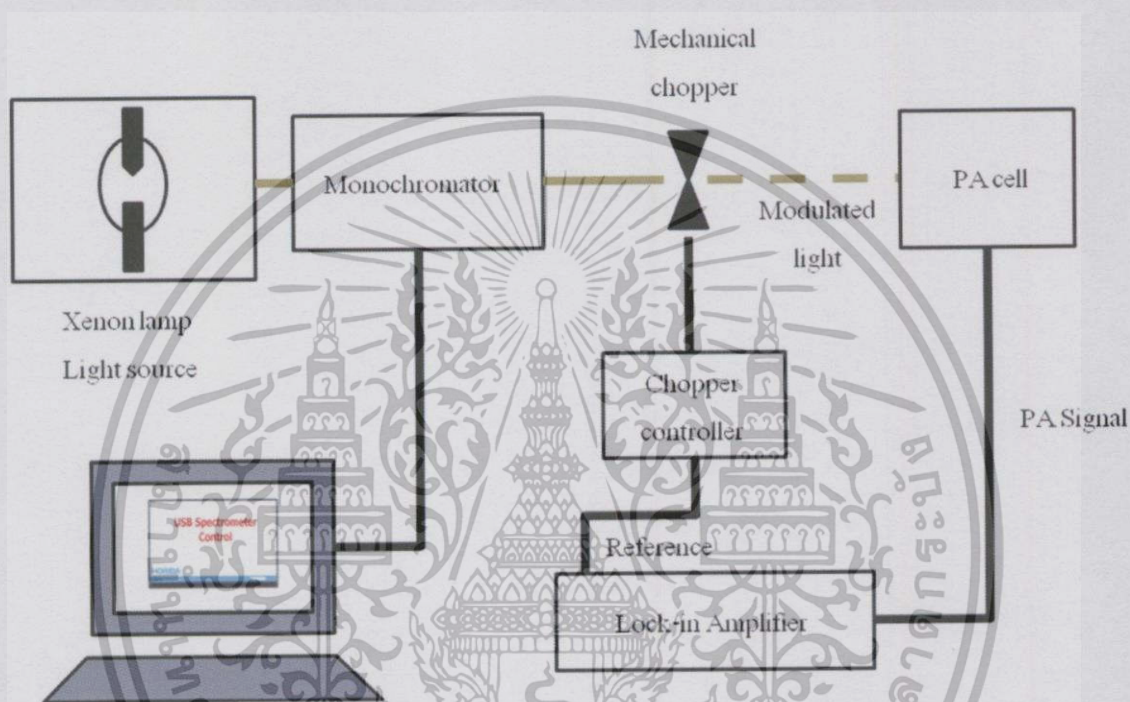 Mechanical
chopper
Monochromator
PA cell
Modulated
light
Xenon lamp
Light source
Chopper
controller
PA Signal
USB Spectrometer
Control
HORIBA
Reference
Lock-in Amplifier